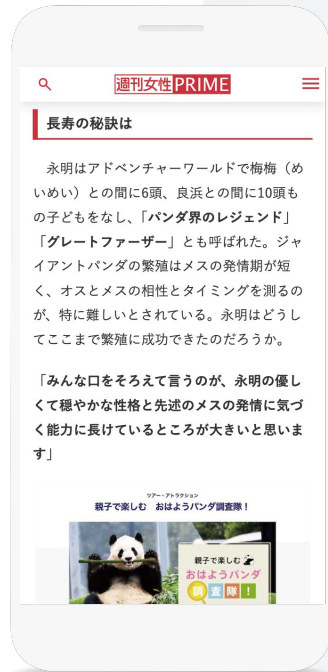 週刊女性PRIME
長寿の秘訣は
永明はアドベンチャーワールドで梅梅（め
いめい）との間に6頭、良浜との間に10頭も
の子どもをなし、「パンダ界のレジェンド」
「グレートファーザー」とも呼ばれた。ジャ
イアントパンダの繁殖はメスの発情期が短
く、オスとメスの相性とタイミングを測るの
が、特に難しいとされている。永明はどうし
てここまで繁殖に成功できたのだろうか。
「みんな口をそろえて言うのが、永明の優し
くて穏やかな性格と先述のメスの発情に気づ
く能力に長けているところが大きいと思いま
す」
ツアー・アトラクション
親子で楽しむ　おはようパンダ調査隊！
親子で楽しむ
おはようパンダ
調査隊！